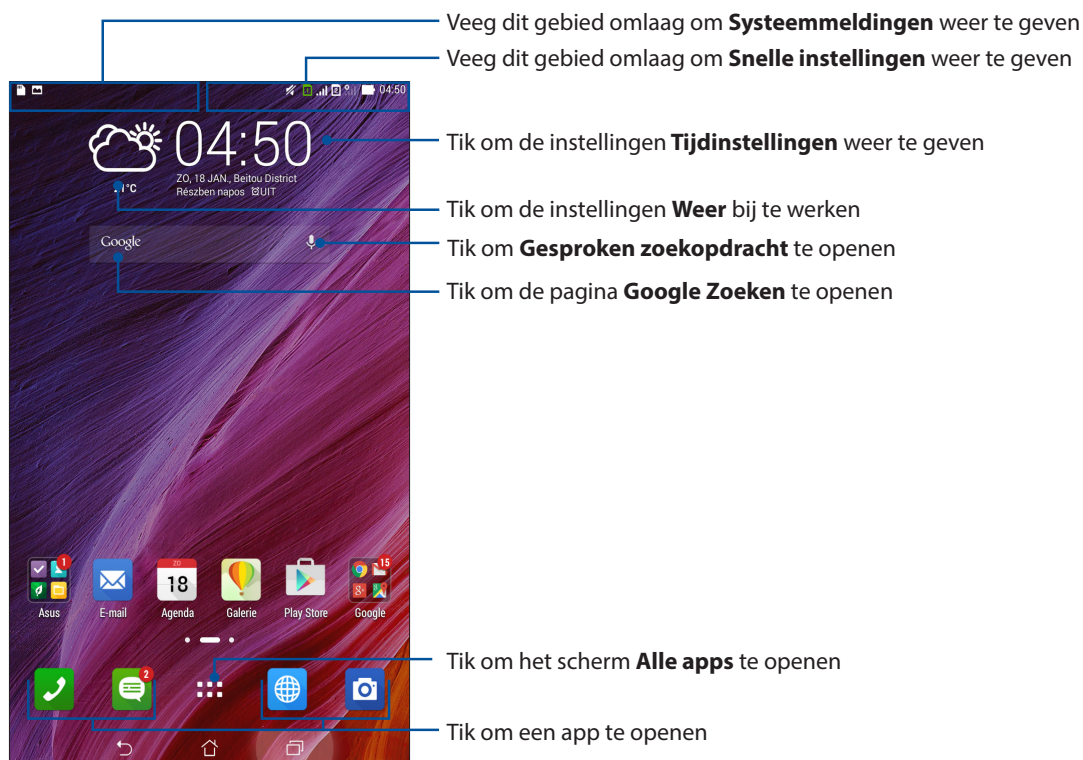 Veeg dit gebied omlaag om Systeemmeldingen weer te geven
Veeg dit gebied omlaag om Snelle instellingen weer te geven
04:50
04:50
Tik om de instellingen Tijdinstellingen weer te geven
ZO, 18 JAN., Beitou District
°C
Részben napos UIT
Tik om de instellingen Weer bij te werken
Google
Tik om Gesproken zoekopdracht te openen
Tik om de pagina Google Zoeken te openen
1
ZO
18
15
Asus
E-mail
Agenda
Galerie
Play Store
Google
Tik om het scherm Alle apps te openen
2
Tik om een app te openen